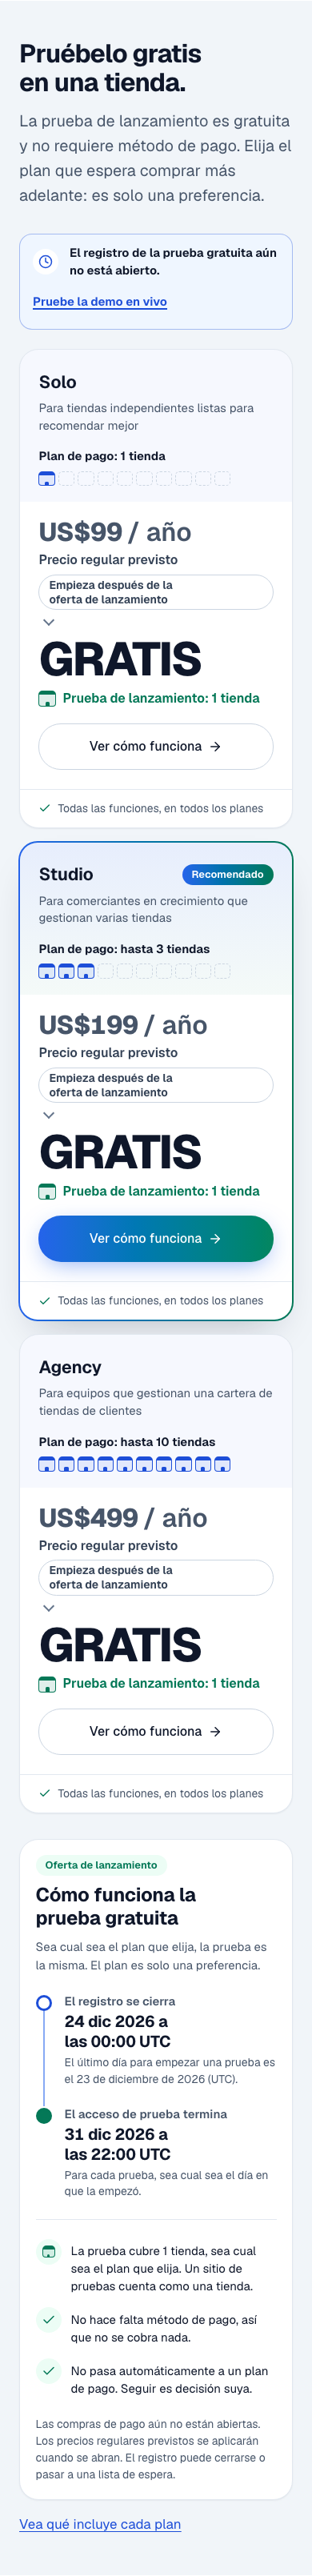 Pruébelo gratis
en una tienda.
La prueba de lanzamiento es gratuita
y no requiere método de pago. Elija el
plan que espera comprar más
adelante: es solo una preferencia.
El registro de la prueba gratuita aún
no está abierto.
Pruebe la demo en vivo
Solo
Para tiendas independientes listas para
recomendar mejor
Plan de pago: 1 tienda
US$99 / año
Precio regular previsto
Empieza después de la
oferta de lanzamiento
GRATIS
Prueba de lanzamiento: 1 tienda
Ver cómo funciona →
Todas las funciones, en todos los planes
Studio
Recomendado
Para comerciantes en crecimiento que
gestionan varias tiendas
Plan de pago: hasta 3 tiendas
US$199 / año
Precio regular previsto
Empieza después de la
oferta de lanzamiento
GRATIS
Prueba de lanzamiento: 1 tienda
Ver cómo funciona →
Todas las funciones, en todos los planes
Agency
Para equipos que gestionan una cartera de
tiendas de clientes
Plan de pago: hasta 10 tiendas
US$499 / año
Precio regular previsto
Empieza después de la
oferta de lanzamiento
GRATIS
Prueba de lanzamiento: 1 tienda
Ver cómo funciona →
Todas las funciones, en todos los planes
Oferta de lanzamiento
Cómo funciona la
prueba gratuita
Sea cual sea el plan que elija, la prueba es
la misma. El plan es solo una preferencia.
El registro se cierra
24 dic 2026 a
las 00:00 UTC
El último día para empezar una prueba es
el 23 de diciembre de 2026 (UTC).
El acceso de prueba termina
31 dic 2026 a
las 22:00 UTC
Para cada prueba, sea cual sea el día en
que la empezó.
La prueba cubre 1 tienda, sea cual
sea el plan que elija. Un sitio de
pruebas cuenta como una tienda.
No hace falta método de pago, así
que no se cobra nada.
No pasa automáticamente a un plan
de pago. Seguir es decisión suya.
Las compras de pago aún no están abiertas.
Los precios regulares previstos se aplicarán
cuando se abran. El registro puede cerrarse o
pasar a una lista de espera.
Vea qué incluye cada plan